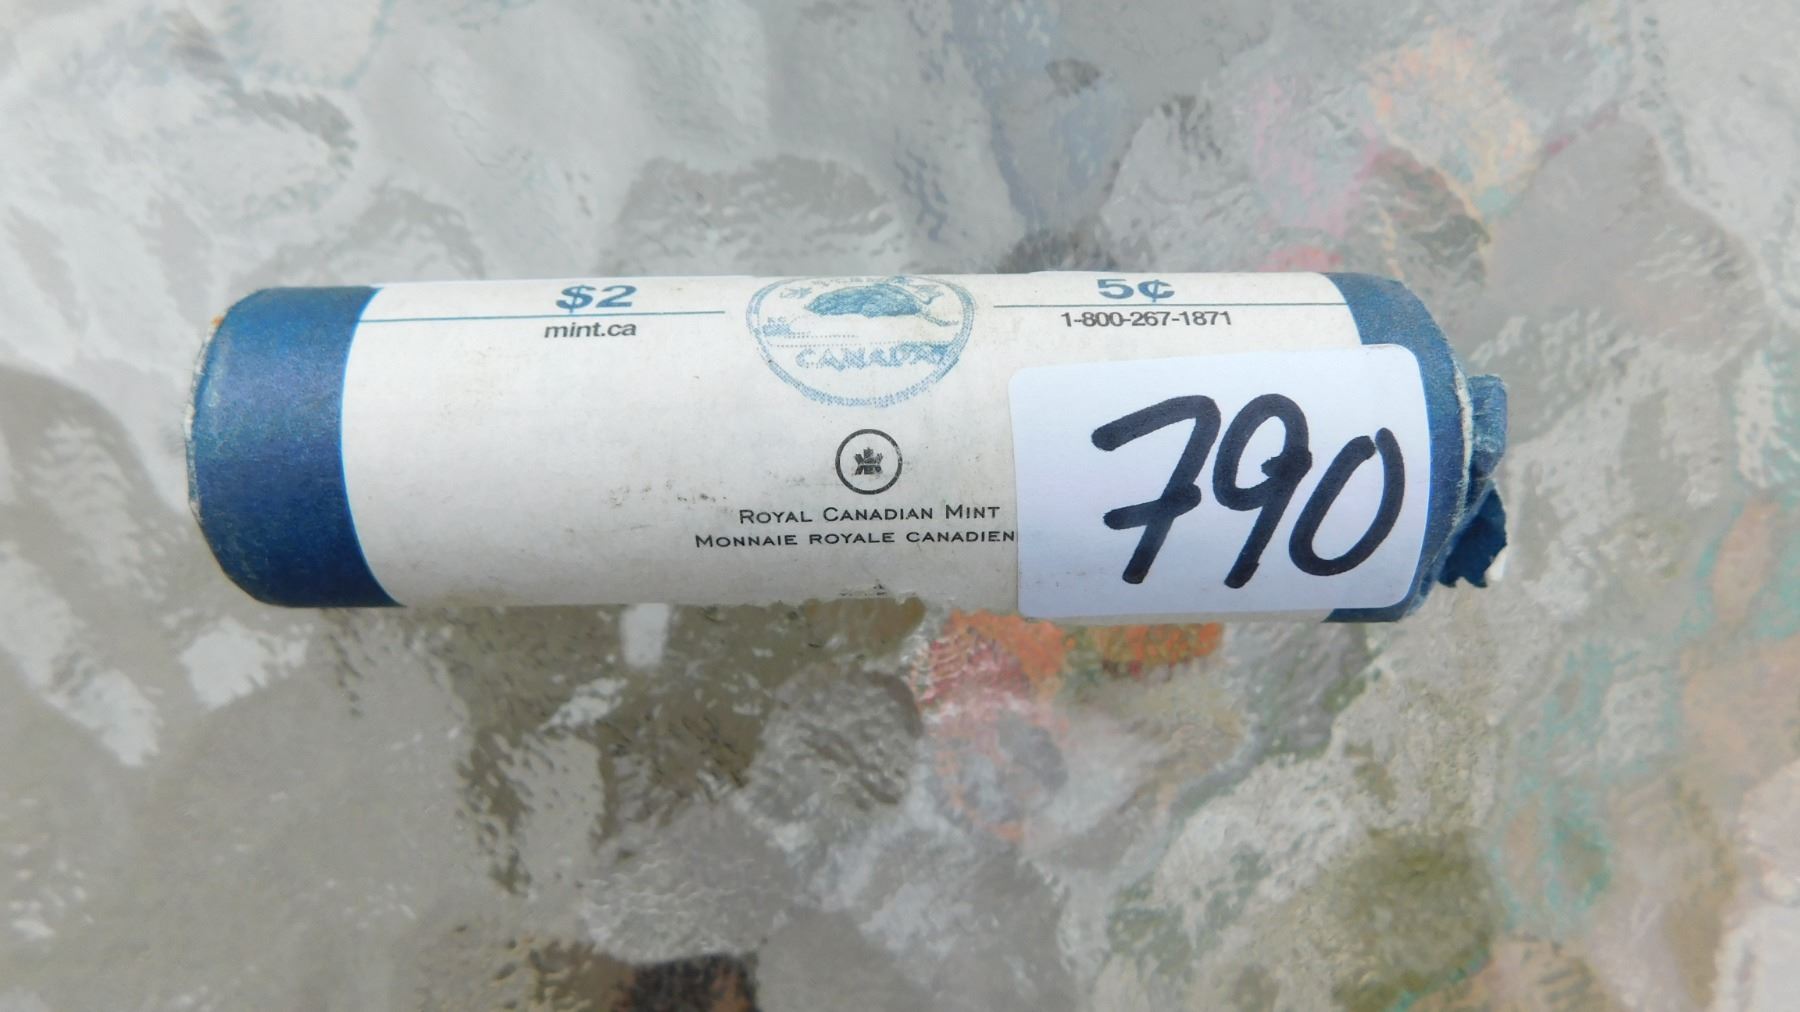 $2
mint.ca
CANADA
5¢
1-800-267-1871
ROYAL CANADIAN MINT
MONNAIE ROYALE CANADIEN
790